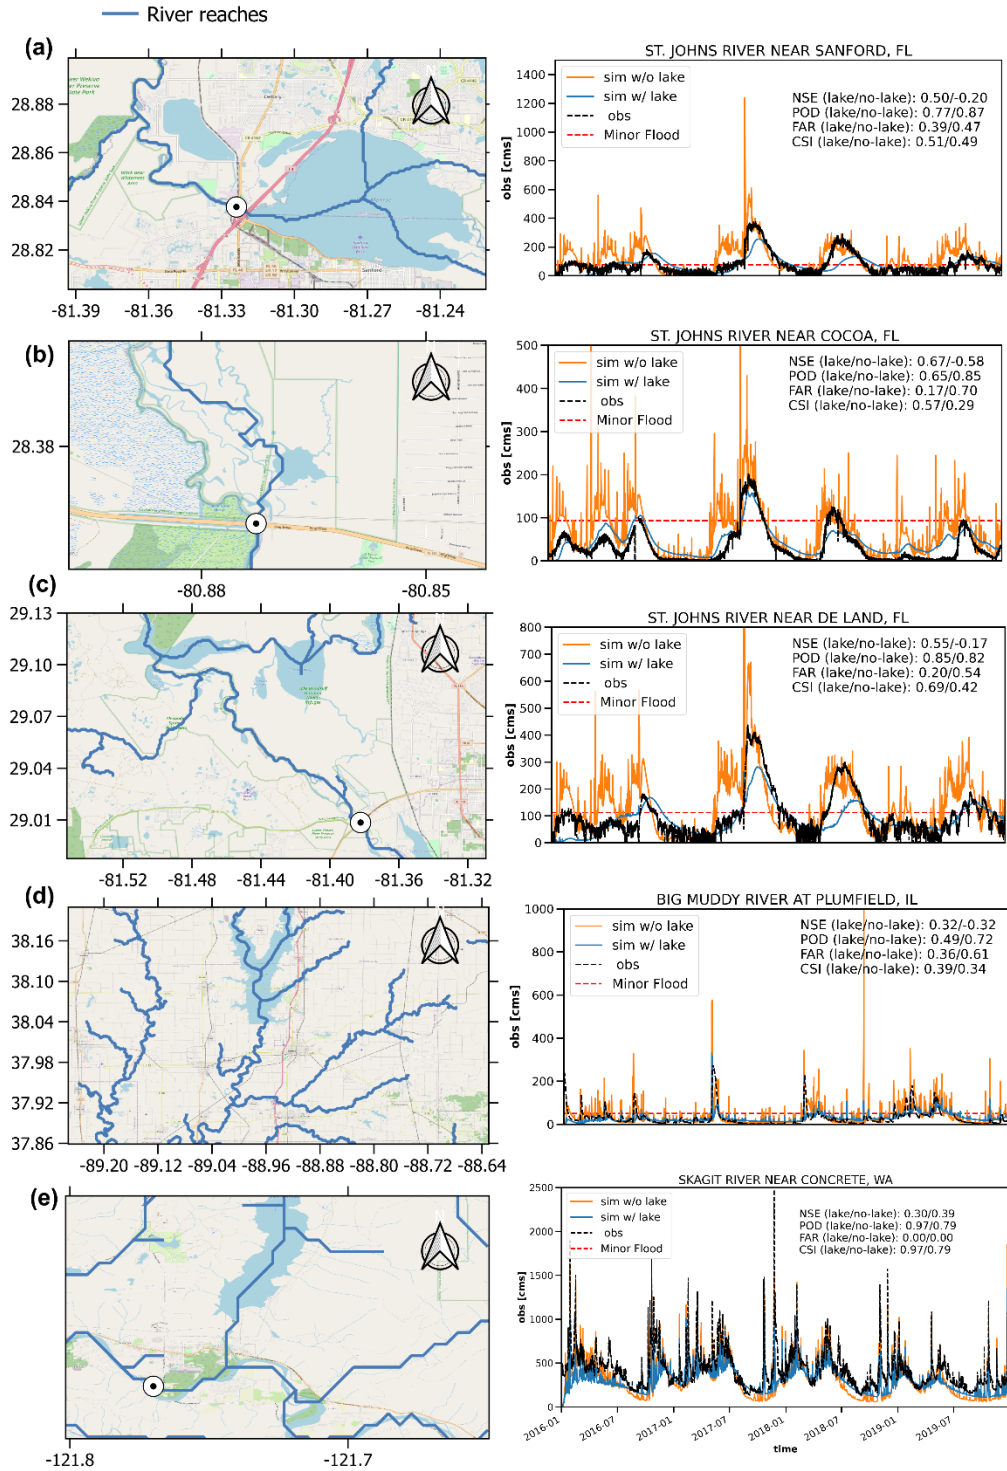 River reaches
(a)
28.88
28.86
28.84
28.82
-81.39
-81.36
-81.33
-81.30
-81.27
-81.24
Sanford
ST. JOHNS RIVER NEAR SANFORD, FL
obs [cms]
1400
1200
1000
800
600
400
200
0
sim w/o lake
sim w/ lake
obs
Minor Flood
NSE (lake/no-lake): 0.50/-0.20
POD (lake/no-lake): 0.77/0.87
FAR (lake/no-lake): 0.39/0.47
CSI (lake/no-lake): 0.51/0.49
(b)
28.38
-80.88
-80.85
ST. JOHNS RIVER NEAR COCOA, FL
obs [cms]
500
400
300
200
100
0
sim w/o lake
sim w/ lake
obs
Minor Flood
NSE (lake/no-lake): 0.67/-0.58
POD (lake/no-lake): 0.65/0.85
FAR (lake/no-lake): 0.17/0.70
CSI (lake/no-lake): 0.57/0.29
(c)
29.13
29.10
29.07
29.04
29.01
-81.52
-81.48
-81.44
-81.40
-81.36
-81.32
ST. JOHNS RIVER NEAR DE LAND, FL
obs [cms]
800
700
600
500
400
300
200
100
0
sim w/o lake
sim w/ lake
obs
Minor Flood
NSE (lake/no-lake): 0.55/-0.17
POD (lake/no-lake): 0.85/0.82
FAR (lake/no-lake): 0.20/0.54
CSI (lake/no-lake): 0.69/0.42
(d)
38.16
38.10
38.04
37.98
37.92
37.86
-89.20
-89.12
-89.04
-88.96
-88.88
-88.80
-88.72
-88.64
BIG MUDDY RIVER AT PLUMFIELD, IL
obs [cms]
1000
800
600
400
200
0
sim w/o lake
sim w/ lake
obs
Minor Flood
NSE (lake/no-lake): 0.32/-0.32
POD (lake/no-lake): 0.49/0.72
FAR (lake/no-lake): 0.36/0.61
CSI (lake/no-lake): 0.39/0.34
(e)
-121.8
-121.7
SKAGIT RIVER NEAR CONCRETE, WA
obs [cms]
2500
2000
1500
1000
500
0
sim w/o lake
sim w/ lake
obs
Minor Flood
NSE (lake/no-lake): 0.30/0.39
POD (lake/no-lake): 0.97/0.79
FAR (lake/no-lake): 0.00/0.00
CSI (lake/no-lake): 0.97/0.79
2016-01
2016-07
2017-01
2017-07
2018-01
2018-07
2019-01
2019-07
time